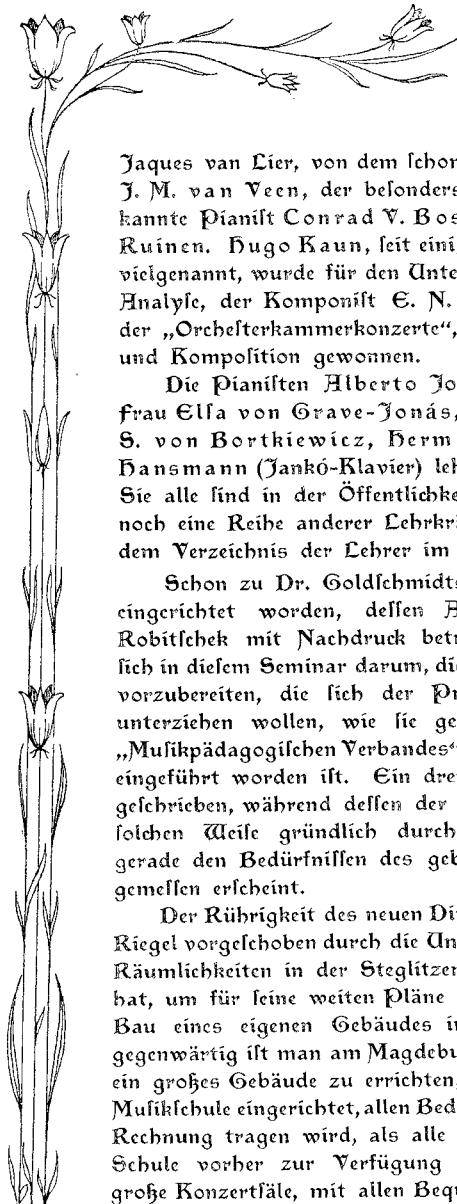 Jaques van Lier, von dem ſchon
J. M. van Veen, der beſonders
kannte Pianiſt Conrad V. Bos
Ruinen. Hugo Kaun, ſeit eini
vielgenannt, wurde für den Unte
Analyſe, der Komponiſt E. N.
der „Orcheſterkammerkonzerte“,
und Kompoſition gewonnen.
Die Pianiſten Alberto Jo
Frau Elſa von Grave-Jonás,
S. von Bortkiewicz, Herm
Hansmann (Jankó-Klavier) leh
Sie alle ſind in der Öffentlichke
noch eine Reihe anderer Lehrkr
dem Verzeichnis der Lehrer im
Schon zu Dr. Goldſchmidts
eingerichtet worden, deſſen A
Robitſchek mit Nachdruck betr
ſich in dieſem Seminar darum, die
vorzubereiten, die ſich der Pr
unterziehen wollen, wie ſie ge
„Muſikpädagogiſchen Verbandes“
eingeführt worden iſt. Ein dre
geſchrieben, während deſſen der
ſolchen Weiſe gründlich durch
gerade den Bedürfniſſen des geb
gemeſſen erſcheint.
Der Rührigkeit des neuen Di
Riegel vorgeſchoben durch die Un
Räumlichkeiten in der Steglitzer
hat, um für ſeine weiten Pläne
Bau eines eigenen Gebäudes i
gegenwärtig iſt man am Magdebu
ein großes Gebäude zu errichten,
Muſikſchule eingerichtet, allen Bed
Rechnung tragen wird, als alle
Schule vorher zur Verfügung
große Konzertſäle, mit allen Bequ